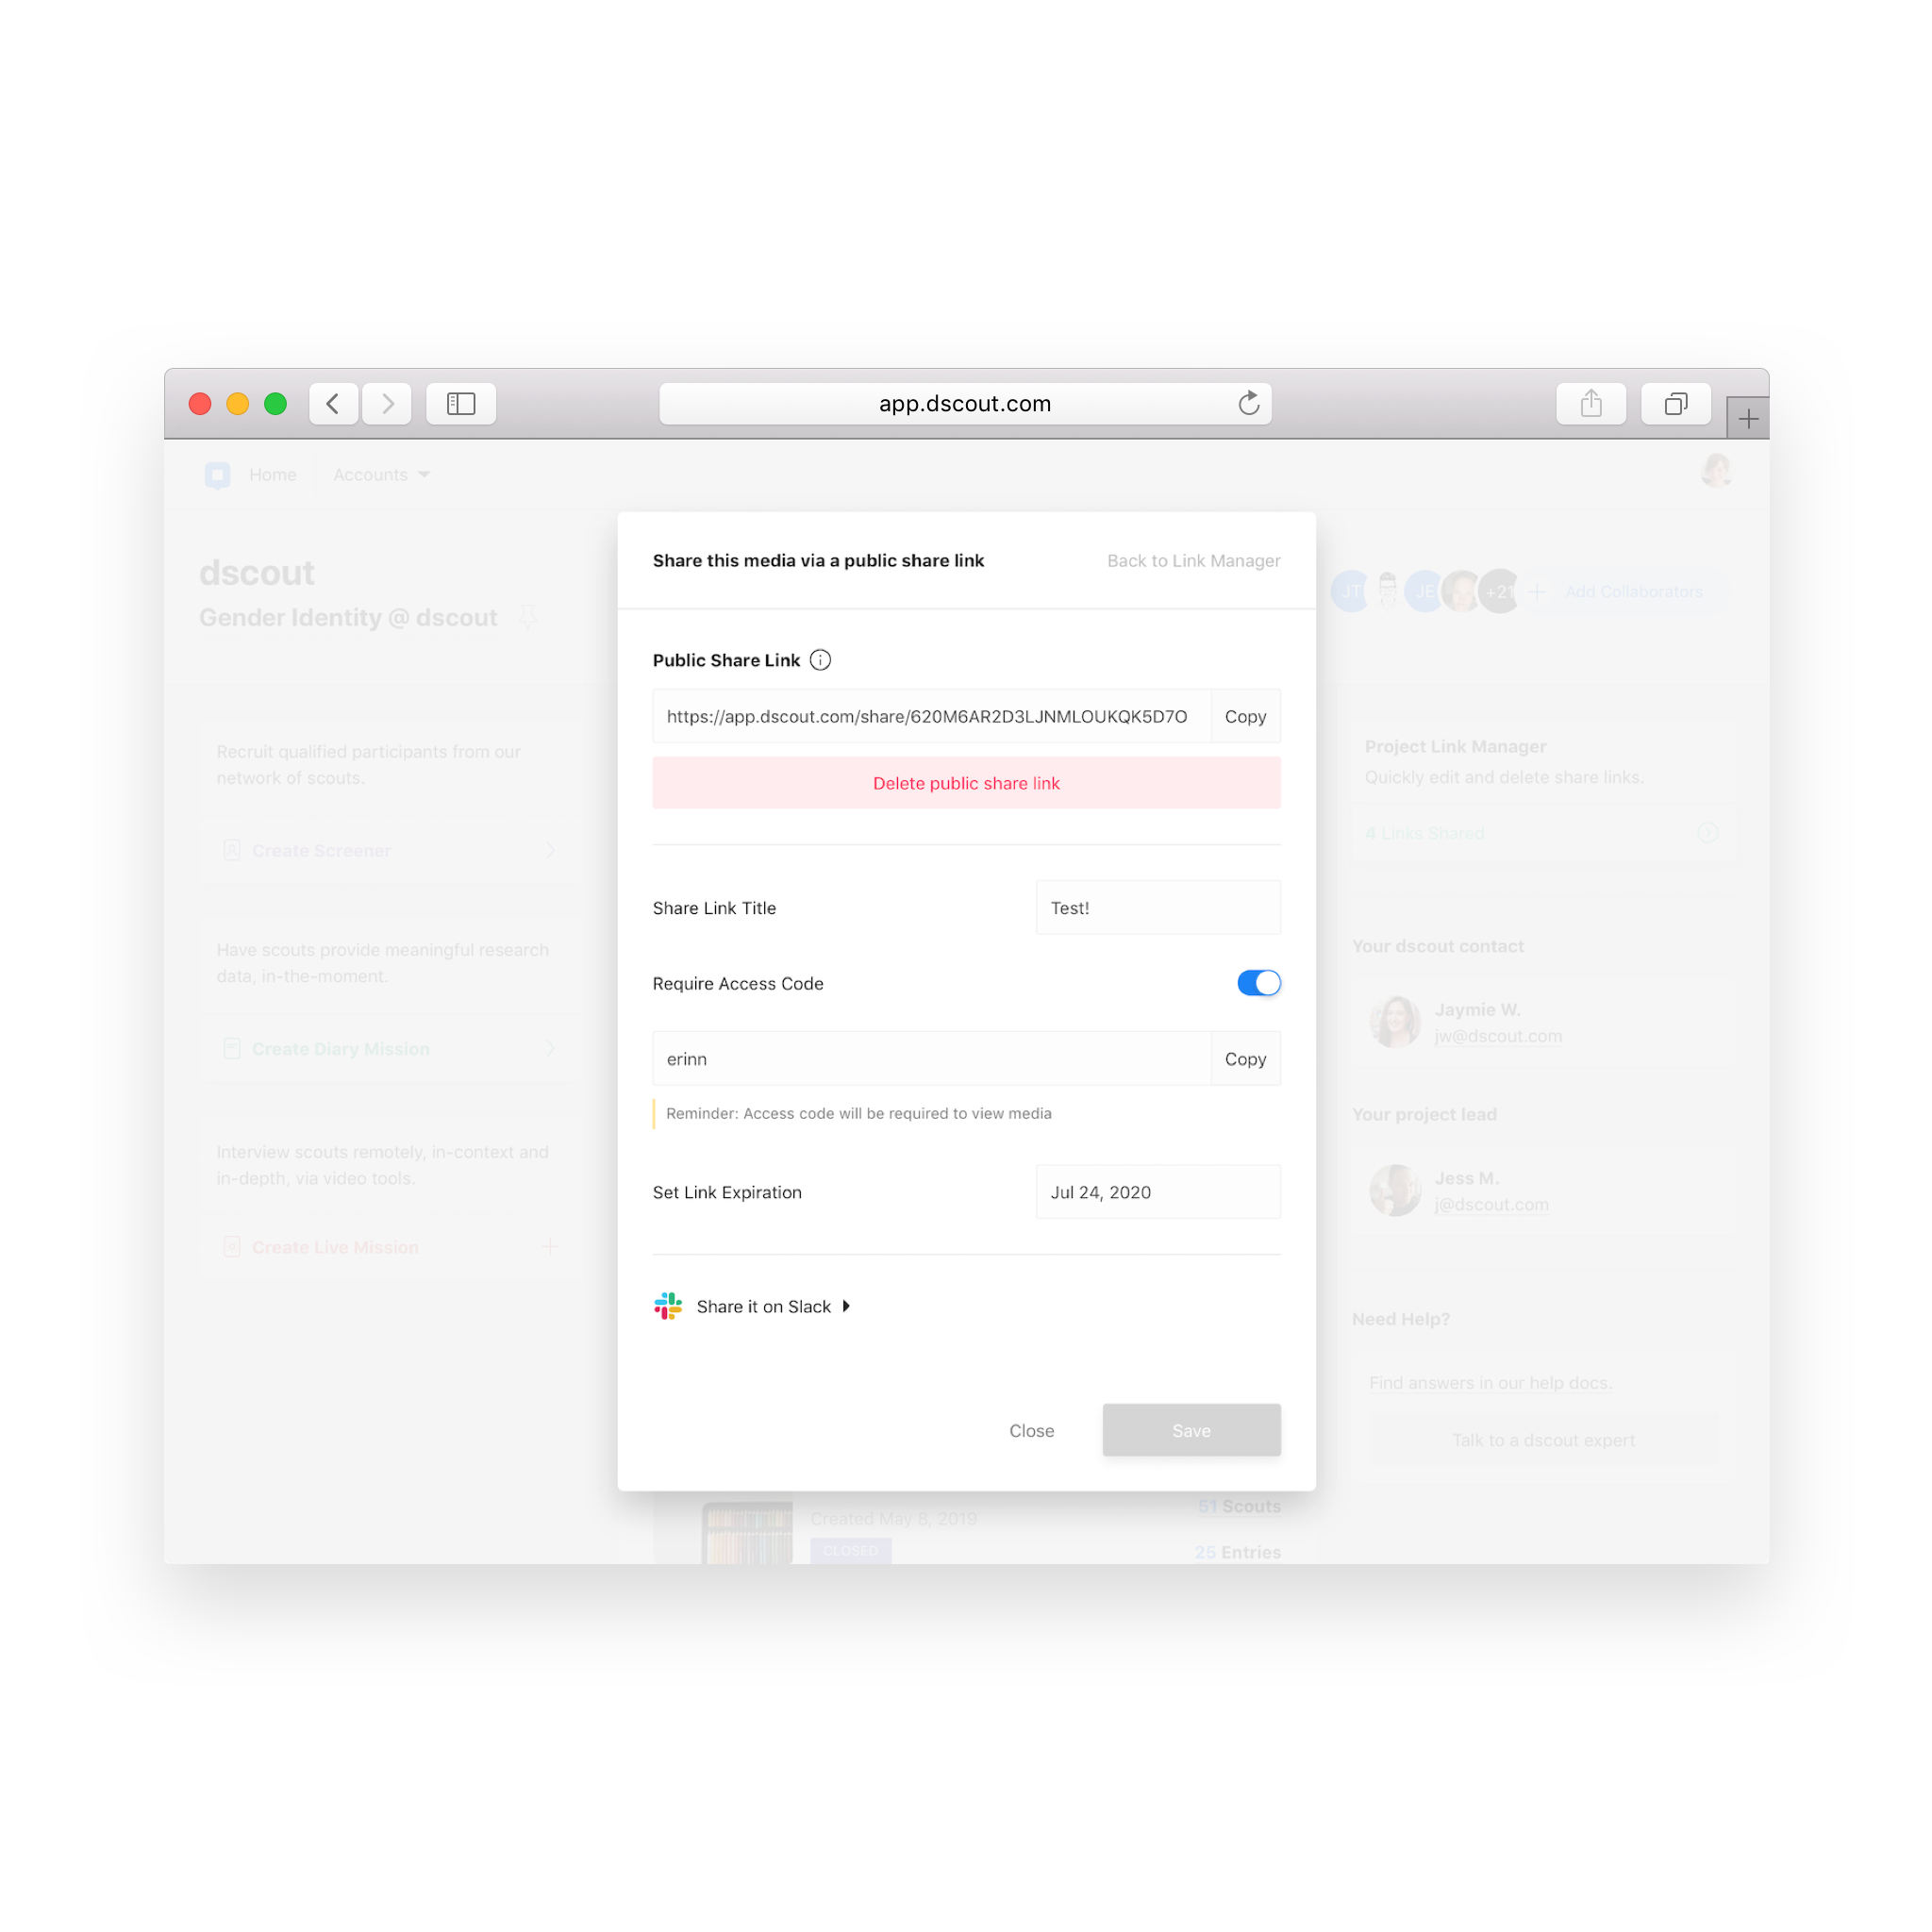 app.dscout.com
Home
Accounts
dscout
Gender Identity @ dscout
JT
JE
+21
Add Collaborators
Recruit qualified participants from our
network of scouts.
Create Screener
Have scouts provide meaningful research
data, in-the-moment.
Create Diary Mission
Interview scouts remotely, in-context and
in-depth, via video tools.
Create Live Mission
Share this media via a public share link
Back to Link Manager
Public Share Link
https://app.dscout.com/share/620M6AR2D3LJNMLOUKQK5D7O
Copy
Delete public share link
Share Link Title
Test!
Require Access Code
erinn
Copy
Reminder: Access code will be required to view media
Set Link Expiration
Jul 24, 2020
Share it on Slack
Close
Save
Created May 8, 2019
CLOSED
51 Scouts
25 Entries
Project Link Manager
Quickly edit and delete share links.
4 Links Shared
Your dscout contact
Jaymie W.
jw@dscout.com
Your project lead
Jess M.
j@dscout.com
Need Help?
Find answers in our help docs.
Talk to a dscout expert